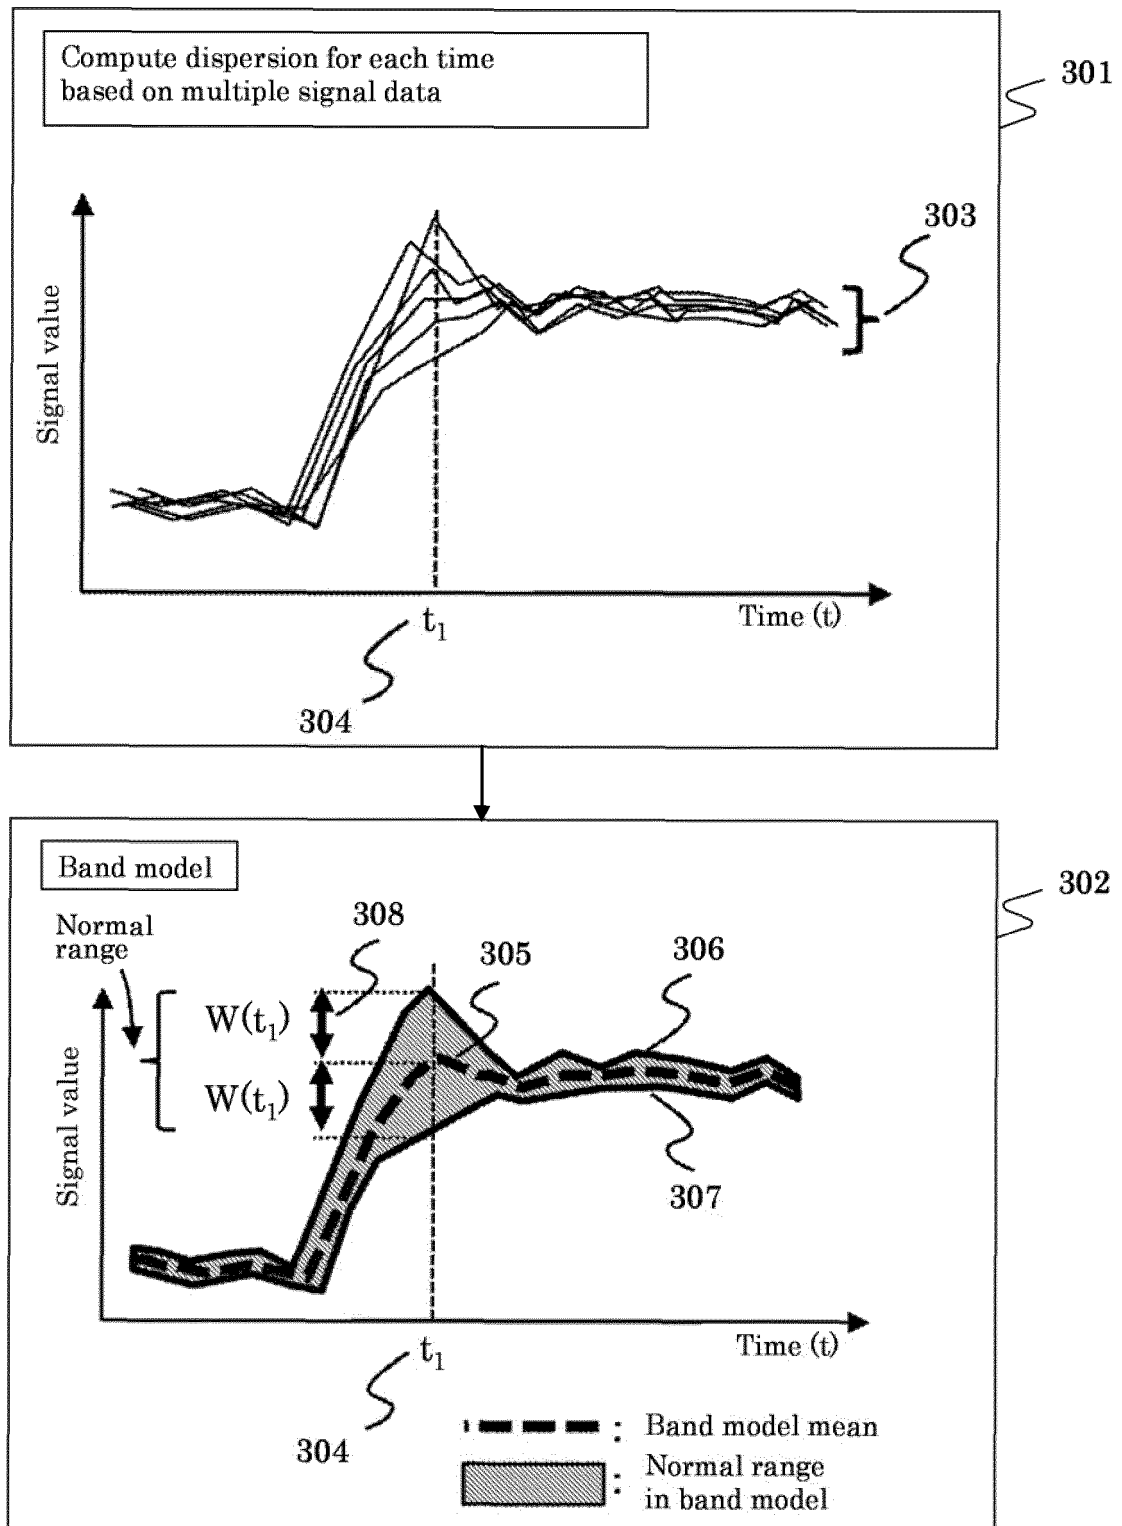 Compute dispersion for each time
based on multiple signal data
301
303
Signal value
t1
Time (t)
304
Band model
302
Normal
range
308
305
306
W(t1)
W(t1)
Signal value
307
t1
Time (t)
304
: Band model mean
: Normal range
in band model